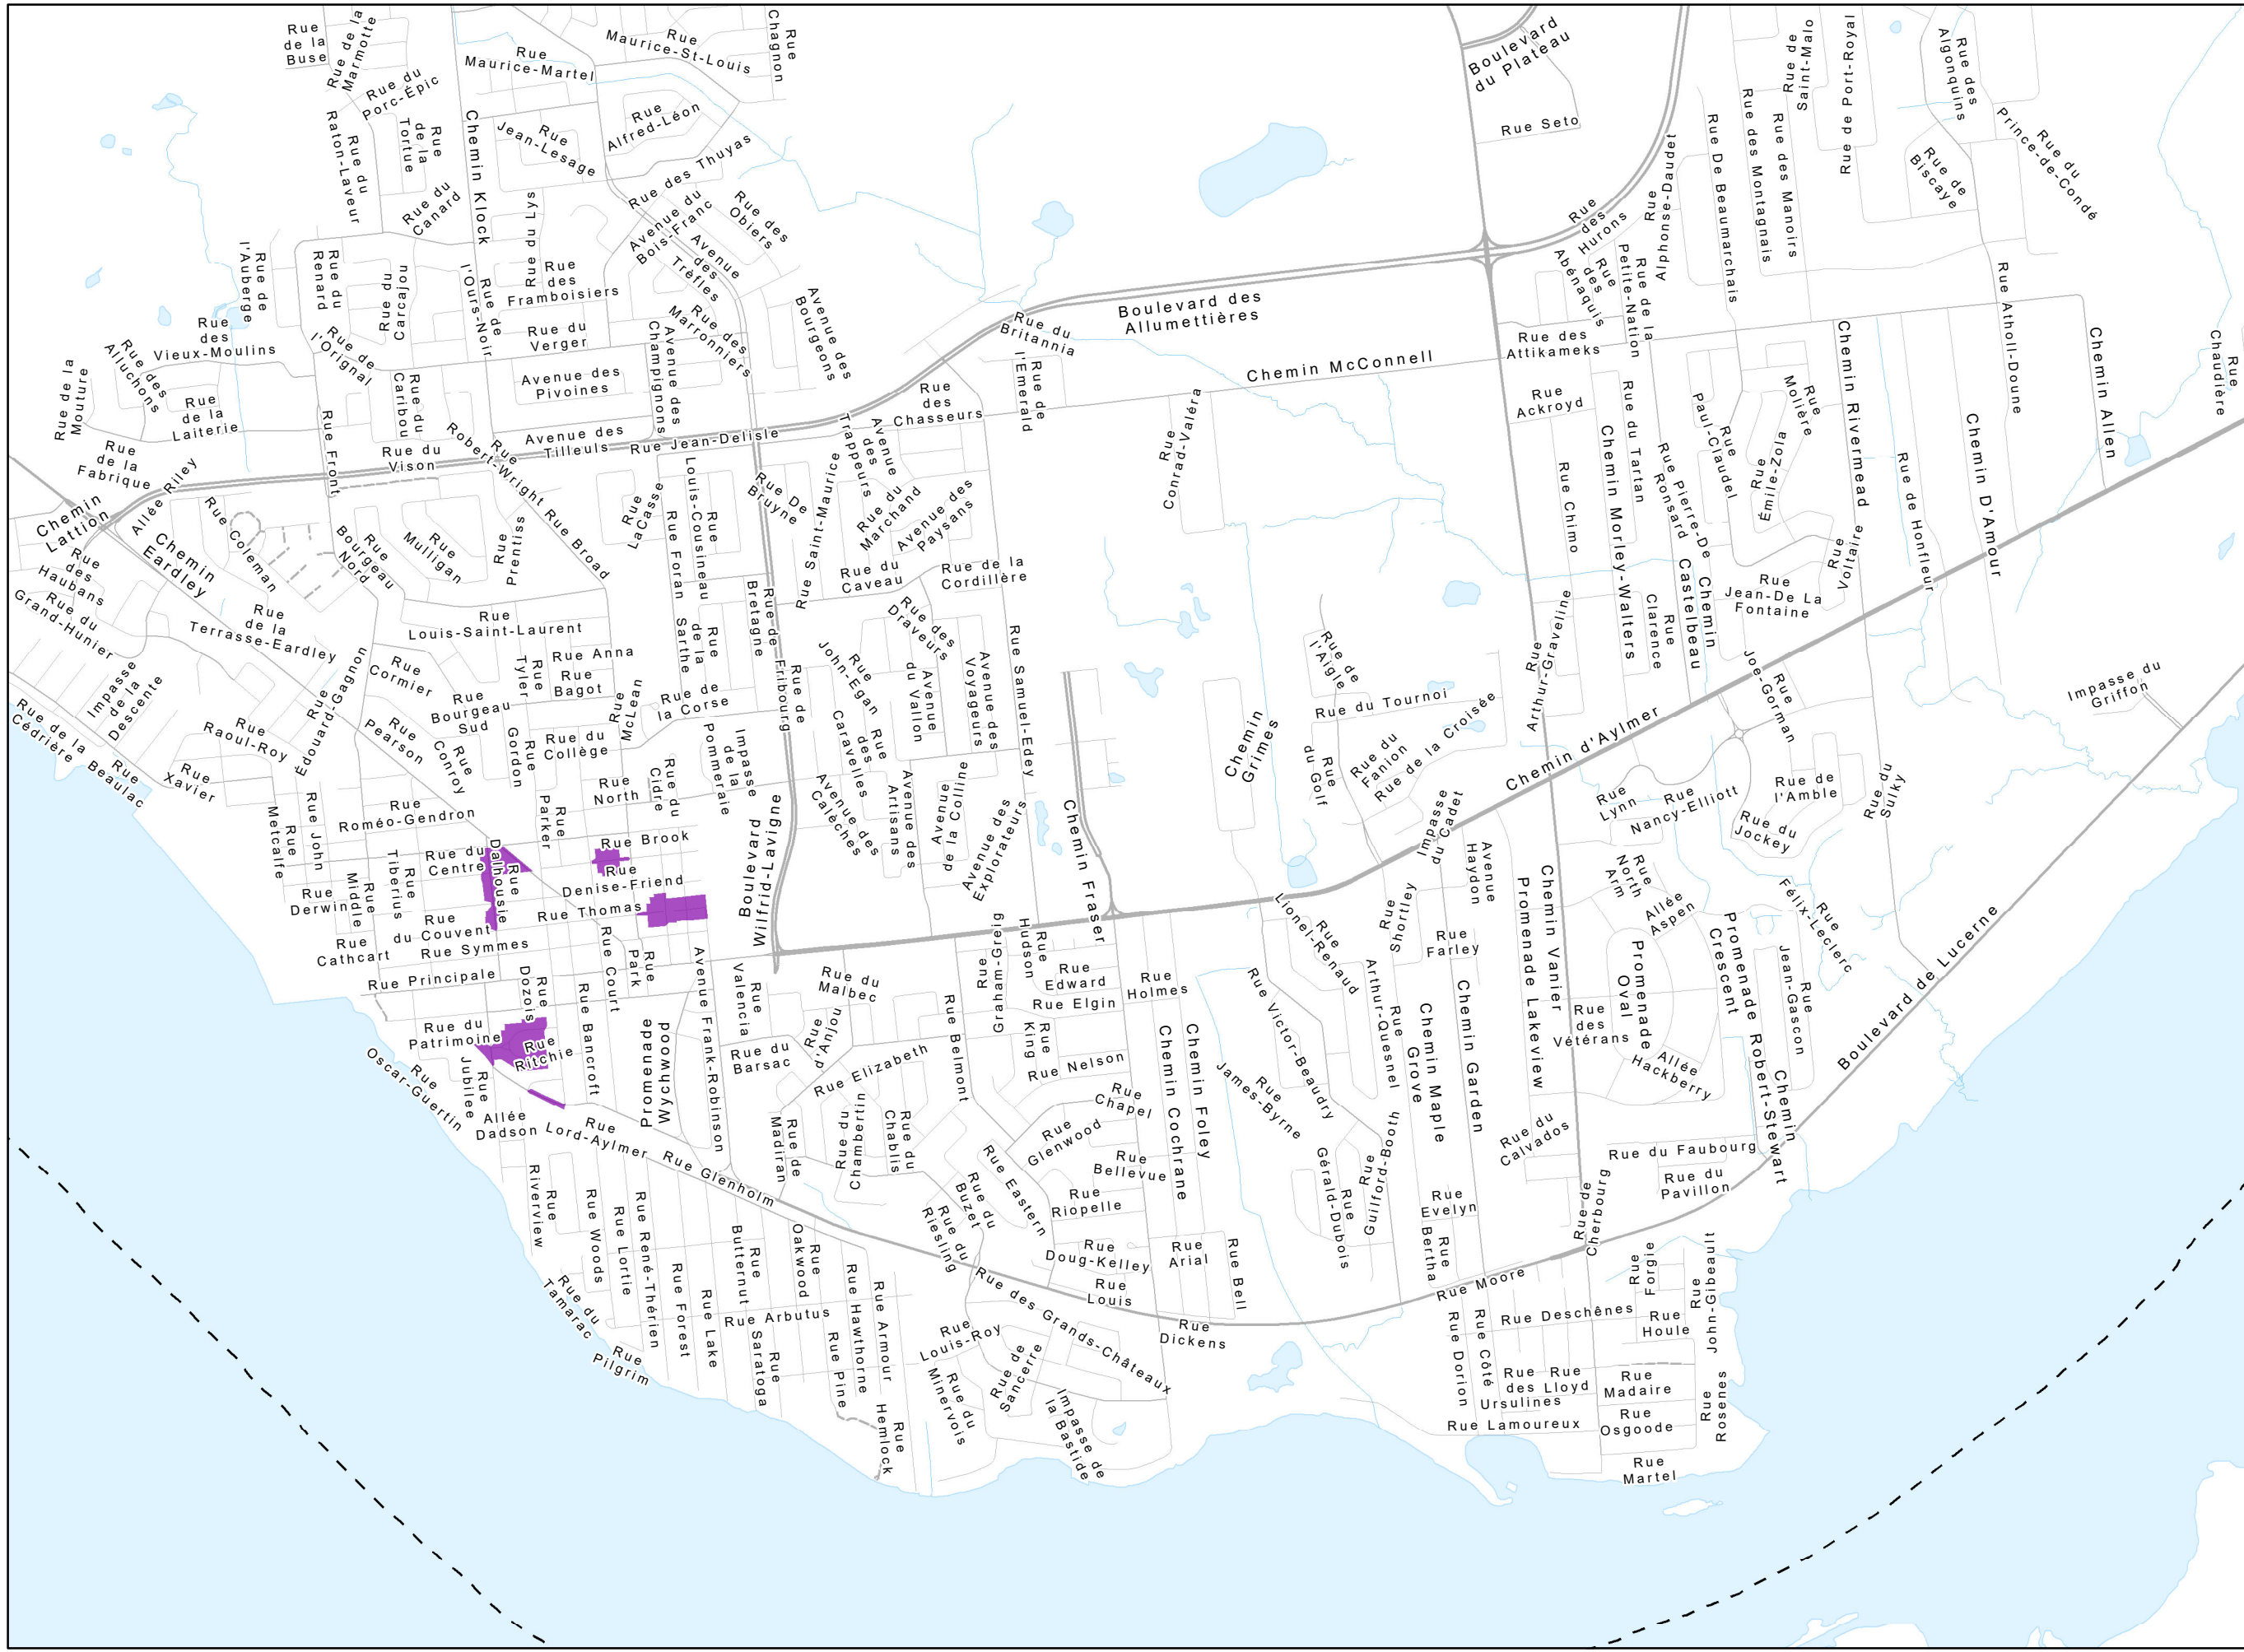 Rue
de la
Buse
Rue de la
Marmotte
Rue du
Porc-Épic
Rue
Maurice-Martel
Rue
Maurice-St-Louis
Rue
Chagnon
Boulevard
du Plateau
Rue Seto
Rue de
Saint-Malo
Rue de Port-Royal
Rue des
Algonquins
Rue du
Prince-de-Condé
Rue de
Biscaye
Rue du
Raton-Laveur
Rue
de la
Tortue
Rue du
Canard
Chemin Klock
Rue
Jean-Lesage
Rue
Alfred-Léon
Rue des Thuyas
Rue du Lys
Avenue du
Bois-Franc
Rue des
Obiers
Avenue
des
Trèfles
Rue
des
Hurons
Rue
Alphonse-Daudet
Rue De Beaumarchais
Rue des Montagnais
Rue des Manoirs
Rue de
l'Auberge
Rue du
Renard
Rue du
Carcajou
Rue de
l'Ours-Noir
Rue
des
Framboisiers
Rue du
Verger
Avenue des
Champignons
Rue des
Marronniers
Avenue des
Bourgeons
Rue du
Britannia
Boulevard des
Allumettières
Rue
des
Abénaquis
Rue de la
Petite-Nation
Rue des
Attikameks
Rue Atholl-Doune
Chemin Allen
Rue
Chaudière
Rue
des
Vieux-Moulins
Rue des
Alluchons
Rue de la
Mouture
Rue
de la
Laiterie
Rue
de la
Fabrique
Rue de
l'Orignal
Rue du
Caribou
Avenue des
Pivoines
Avenue des
Tilleuls
Rue Jean-Delisle
Rue
des
Chasseurs
Rue de
l'Emerald
Chemin McConnell
Rue
Ackroyd
Rue du Tartan
Rue
Paul-Claudel
Rue
Molière
Rue
Émile-Zola
Chemin Rivermead
Chemin D'Amour
Rue de Honfleur
Rue Front
Rue du
Vison
Rue
Robert-Wright
Rue Broad
Avenue
des
Trappeurs
Rue
Conrad-Valéra
Rue Chimo
Chemin Morley-Walters
Rue Pierre-De
Ronsard
Chemin
Castelbeau
Rue
Voltaire
Rue
Jean-De La
Fontaine
Rue
Clarence
Chemin
Lattion
Allée Riley
Rue Coleman
Chemin
Eardley
Rue
Bourgeau
Nord
Rue
Mulligan
Rue
Prentiss
Rue
LaCasse
Rue Foran
Rue
Louis-Cousineau
Rue De
Bruyne
Rue Saint-Maurice
Rue du
Marchand
Avenue des
Paysans
Rue du
Caveau
Rue de la
Cordillère
Rue
des
Haubans
Rue du
Grand-Hunier
Rue
de la
Terrasse-Eardley
Rue
Louis-Saint-Laurent
Rue
de la
Sarthe
Rue de
Bretagne
Rue de Fribourg
Rue des
Draveurs
Rue
John-Egan
Avenue
du Vallon
Avenue des
Voyageurs
Rue Samuel-Edey
Rue de
l'Aigle
Rue du Tournoi
Rue
Arthur-Graveline
Rue
Joe-Gorman
Impasse du
Griffon
Rue de la
Cédrière
Impasse
de la
Descente
Rue
Beaulac
Rue
Xavier
Rue
Raoul-Roy
Rue
Édouard-Gagnon
Rue
Cormier
Rue
Pearson
Rue
Conroy
Rue
Bourgeau
Sud
Rue
Tyler
Rue Anna
Rue
Bagot
Rue
McLean
Rue de
la Corse
Rue du
Collège
Rue
Gordon
Rue
North
Rue du
Cidre
Impasse
de la
Pommeraie
Rue
des
Caravelles
Avenue des
Calèches
Avenue des
Artisans
Avenue
de la Colline
Avenue des
Explorateurs
Chemin Fraser
Chemin
Grimes
Rue
du Golf
Rue du
Fanion
Rue de la Croisée
Chemin d'Aylmer
Impasse
du Cadet
Rue
Lynn
Rue
Nancy-Elliott
Rue de
l'Amble
Rue du
Jockey
Rue du
Sulky
Rue
Metcalfe
Rue John
Rue
Roméo-Gendron
Rue
Parker
Rue Brook
Rue
Denise-Friend
Rue du
Centre
Rue
Dalhousie
Rue Thomas
Rue
Derwin
Rue
Middle
Rue
Tiberius
Rue
du Couvent
Rue
Cathcart
Rue Symmes
Rue Principale
Boulevard
Wilfrid-Lavigne
Rue
Graham-Greig
Rue
Hudson
Rue
Edward
Rue Elgin
Rue
Holmes
Rue
Lionel-Renaud
Rue
Shortley
Avenue
Haydon
Rue
Farley
Promenade Lakeview
Chemin Vanier
Rue
North
Arm
Allée
Aspen
Promenade
Oval
Promenade
Crescent
Rue
Félix-Leclerc
Rue
Jean-Gascon
Boulevard de Lucerne
Rue
Dozois
Rue Court
Rue
Park
Rue Bancroft
Avenue Frank-Robinson
Rue
Valencia
Rue du
Malbec
Rue
d'Anjou
Rue du
Barsac
Rue Belmont
Rue
King
Rue Nelson
Rue Elizabeth
Chemin Cochrane
Chemin Foley
Rue Victor-Beaudry
Rue
James-Byrne
Rue
Arthur-Quesnel
Chemin Maple
Grove
Chemin Garden
Rue
des
Vétérans
Allée
Hackberry
Chemin
Robert-Stewart
Rue du
Patrimoine
Rue
Ritchie
Rue
Oscar-Guertin
Rue
Jubilee
Allée
Dadson
Rue
Lord-Aylmer
Promenade
Wychwood
Rue Glenholm
Rue de
Madiran
Rue du
Chambertin
Rue du
Chablis
Rue
Chapel
Rue
Glenwood
Rue
Bellevue
Rue Eastern
Rue
Riopelle
Rue du
Buzet
Rue du
Riesling
Rue
Guilford-Booth
Rue
Gérald-Dubois
Rue
Evelyn
Rue
Bertha
Rue du
Calvados
Rue du Faubourg
Rue du
Pavillon
Rue de
Cherbourg
Rue
Riverview
Rue Woods
Rue Lortie
Rue René-Thérien
Rue Forest
Rue Lake
Rue
Butternut
Rue
Oakwood
Rue Arbutus
Rue
Saratoga
Rue Pine
Rue Hawthorne
Rue Armour
Rue
Hemlock
Rue du
Tamarac
Rue
Pilgrim
Rue
Doug-Kelley
Rue
Louis
Rue
Arial
Rue Bell
Rue des Grands-Châteaux
Rue
Dickens
Rue
Louis-Roy
Rue du
Minervois
Rue de
Sancerre
Impasse de
la Bastide
Rue Moore
Rue Dorion
Rue Côté
Rue Deschênes
Rue
Forgie
Rue
Houle
Rue
John-Gibeault
Rue
des
Ursulines
Rue
Lloyd
Rue
Madaire
Rue
Osgoode
Rue
Rosenes
Rue Lamoureux
Rue
Martel